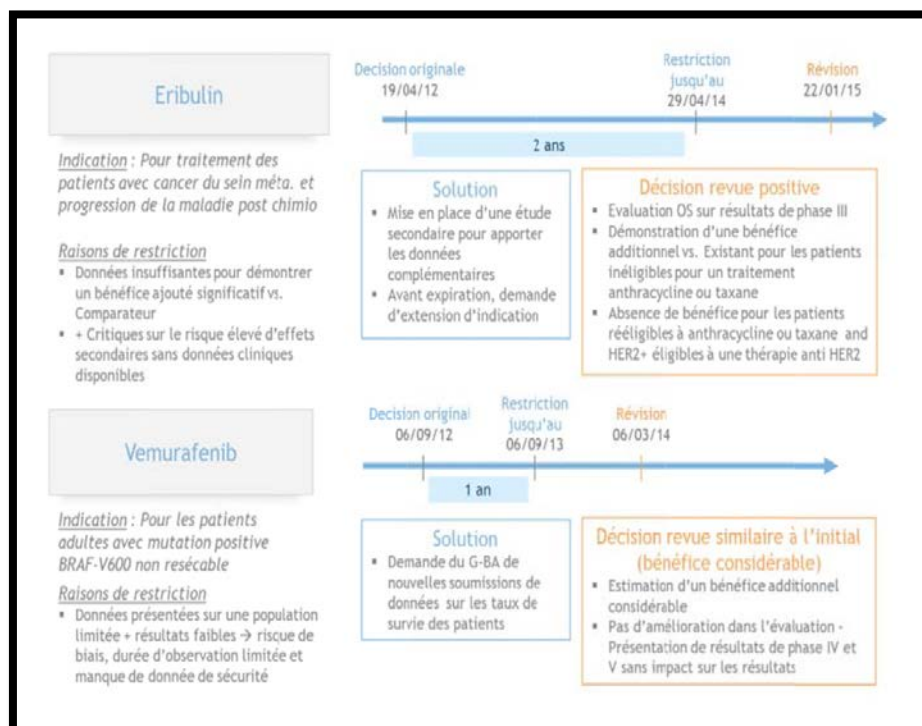 Eribulin
Indication : Pour traitement des
patients avec cancer du sein méta. et
progression de la maladie post chimio
Raisons de restriction
▪ Données insuffisantes pour démontrer
un bénéfice ajouté significatif vs.
Comparateur
▪ + Critiques sur le risque élevé d'effets
secondaires sans données cliniques
disponibles
Decision originale
19/04/12
Restriction
jusqu'au
29/04/14
Révision
22/01/15
2 ans
Solution
▪ Mise en place d'une étude
secondaire pour apporter
les données
complémentaires
▪ Avant expiration, demande
d'extension d'indication
Décision revue positive
▪ Evaluation OS sur résultats de phase III
▪ Démonstration d'une bénéfice
additionnel vs. Existant pour les patients
inéligibles pour un traitement
anthracycline ou taxane
▪ Absence de bénéfice pour les patients
rééligibles à anthracycline ou taxane and
HER2+ éligibles à une thérapie anti HER2
Vemurafenib
Indication : Pour les patients
adultes avec mutation positive
BRAF-V600 non resécable
Raisons de restriction
▪ Données présentées sur une population
limitée + résultats faibles → risque de
biais, durée d'observation limitée et
manque de donnée de sécurité
Decision original
06/09/12
Restriction
jusqu'au
06/09/13
Révision
06/03/14
1 an
Solution
▪ Demande du G-BA de
nouvelles soumissions de
données sur les taux de
survie des patients
Décision revue similaire à l'initial
(bénéfice considérable)
▪ Estimation d'un bénéfice additionnel
considérable
▪ Pas d'amélioration dans l'évaluation -
Présentation de résultats de phase IV et
V sans impact sur les résultats